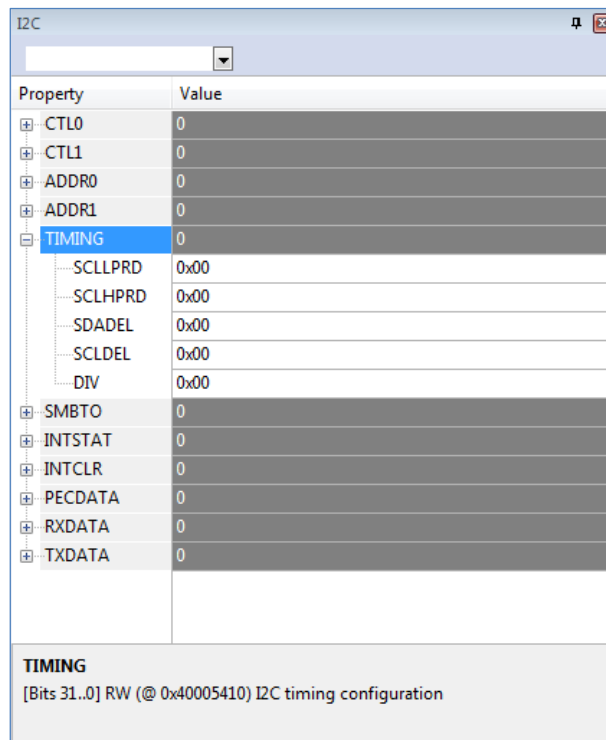 I2C
Property Value
CTL0 0
CTL1 0
ADDR0 0
ADDR1 0
TIMING 0
SCLLPRD 0x00
SCLHPRD 0x00
SDADEL 0x00
SCLDEL 0x00
DIV 0x00
SMBTO 0
INTSTAT 0
INTCLR 0
PECDATA 0
RXDATA 0
TXDATA 0
TIMING
[Bits 31..0] RW (@ 0x40005410) I2C timing configuration